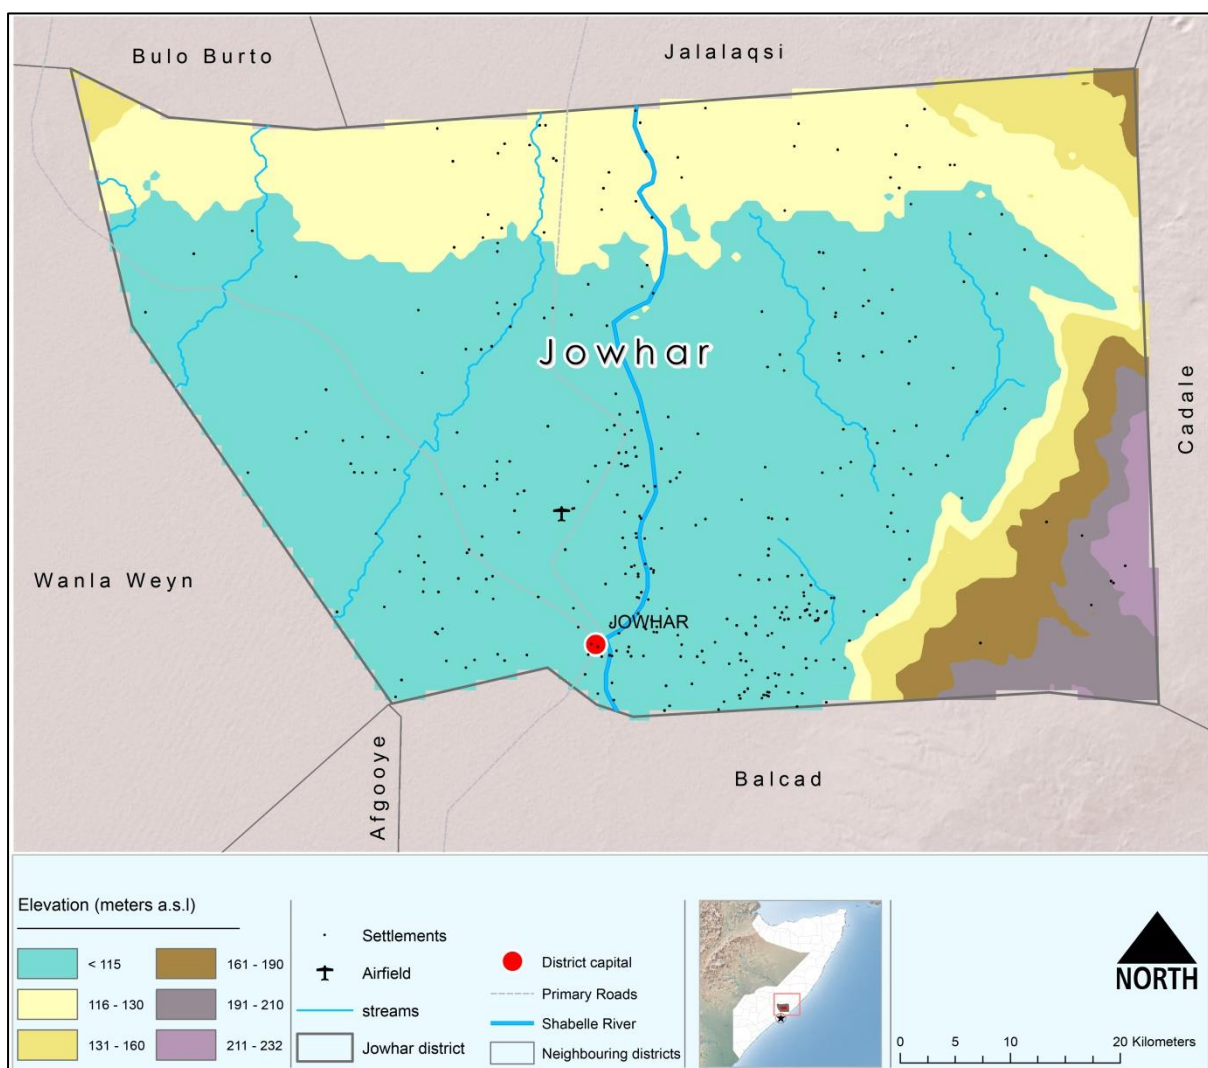 Bulo Burto
Jalalaqsi
Jowhar
Cadale
Wanla Weyn
JOWHAR
Afgooye
Balcad
Elevation (meters a.s.l)
< 115
116 - 130
131 - 160
161 - 190
191 - 210
211 - 232
Settlements
Airfield
streams
Jowhar district
District capital
Primary Roads
Shabelle River
Neighbouring districts
NORTH
0 5 10 20 Kilometers